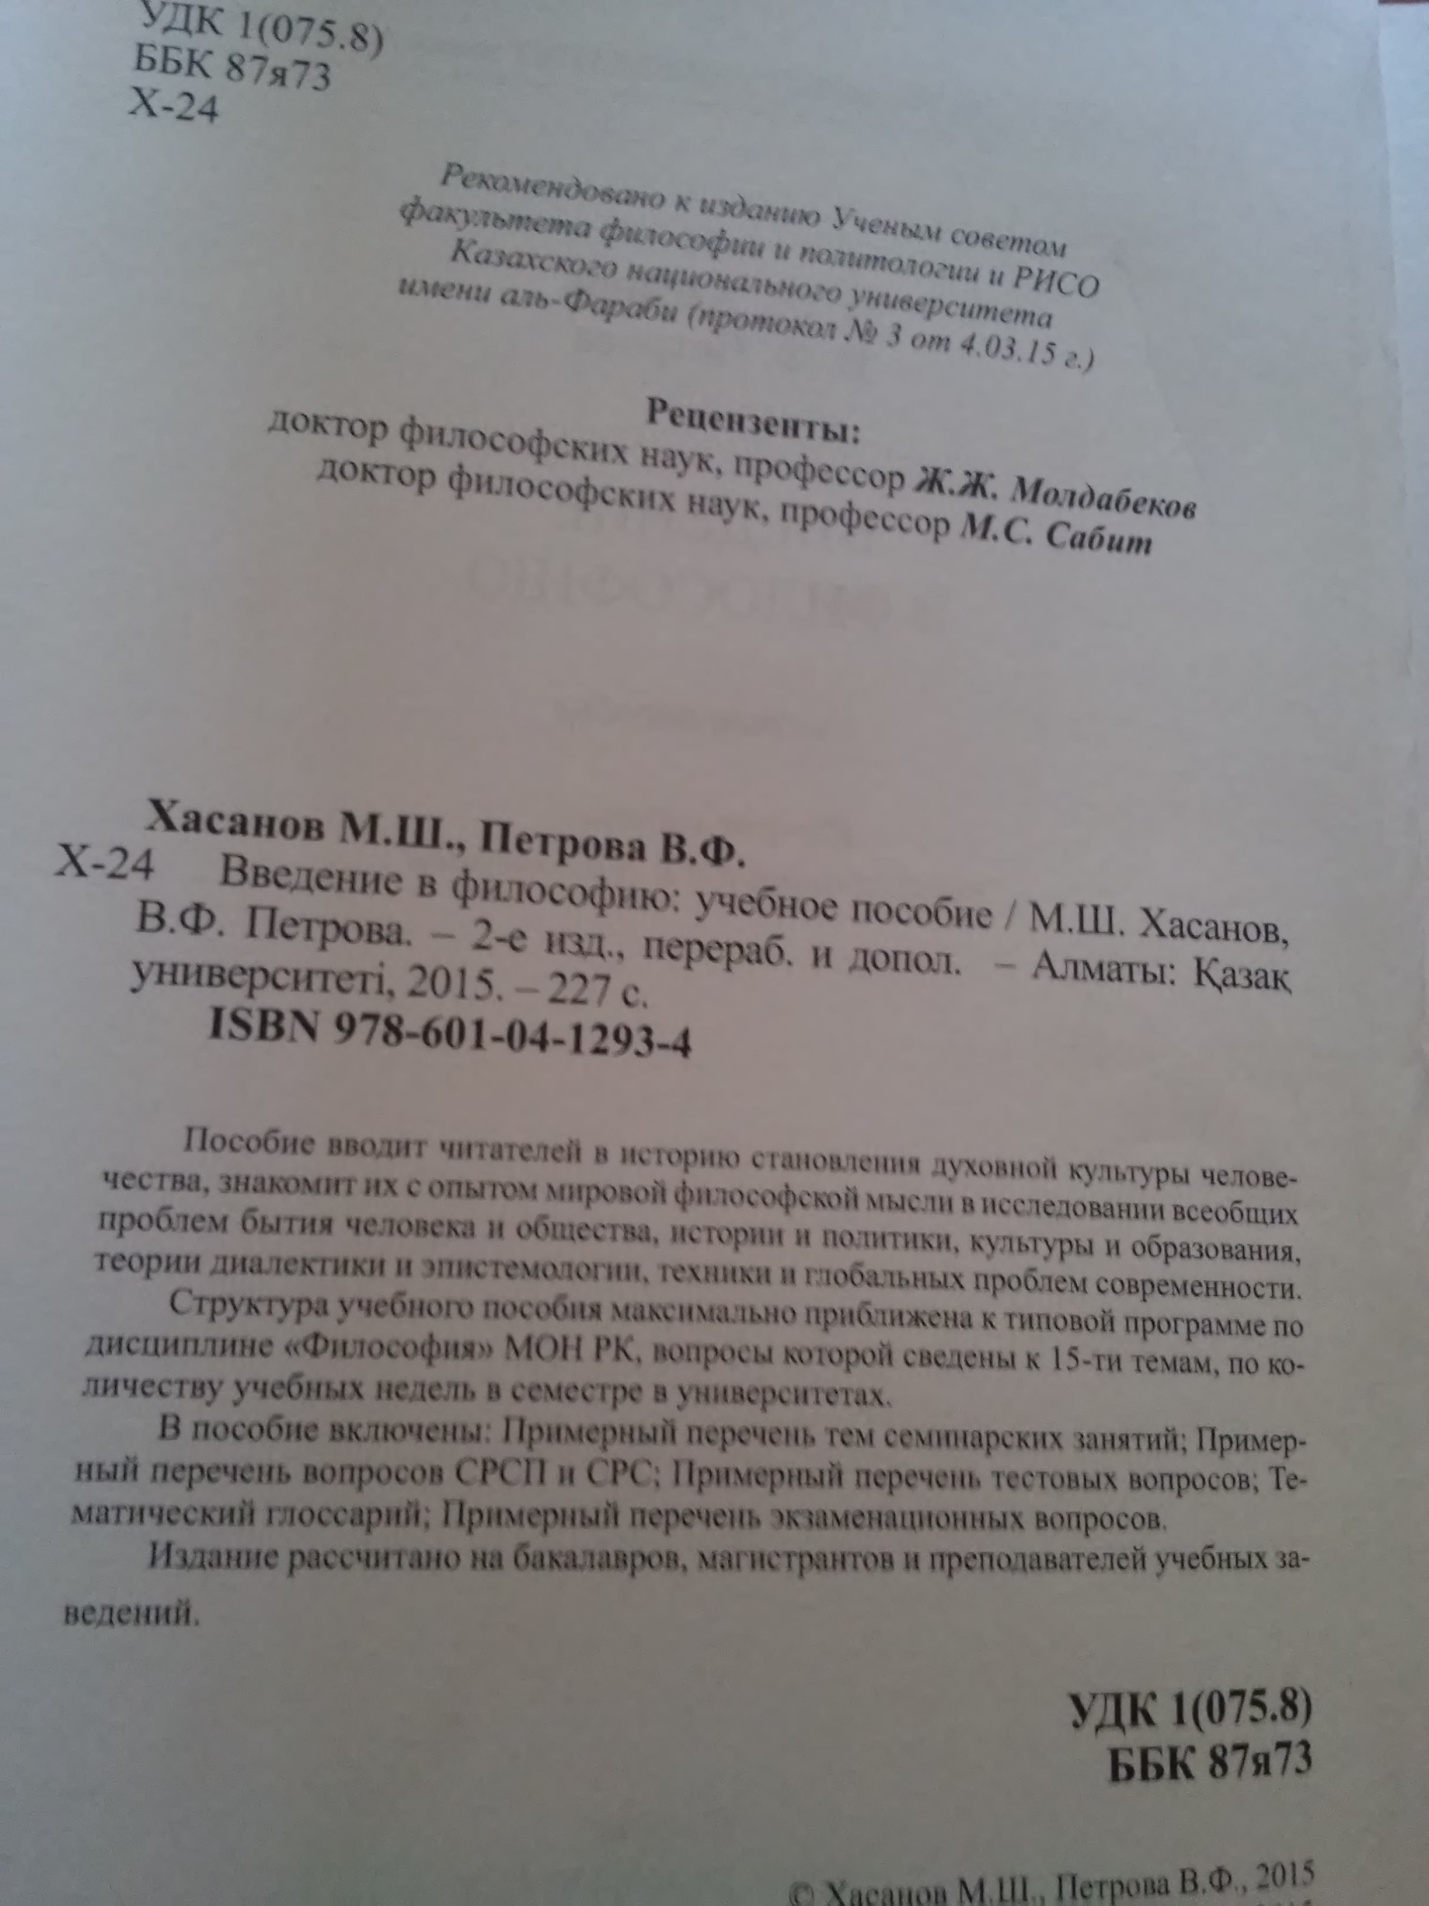 УДК 1(075.8)
ББК 87я73
Х-24
Рекомендовано к изданию Ученым советом
факультета философии и политологии и РИСО
Казахского национального университета
имени аль-Фараби (протокол № 3 от 4.03.15 г.)
Рецензенты:
доктор философских наук, профессор Ж.Ж. Молдабеков
доктор философских наук, профессор М.С. Сабит
Хасанов М.Ш., Петрова В.Ф.
Х-24 Введение в философию: учебное пособие / М.Ш. Хасанов,
В.Ф. Петрова. – 2-е изд., перераб. и допол. – Алматы: Қазақ
университеті, 2015. – 227 с.
ISBN 978-601-04-1293-4
Пособие вводит читателей в историю становления духовной культуры челове-
чества, знакомит их с опытом мировой философской мысли в исследовании всеобщих
проблем бытия человека и общества, истории и политики, культуры и образования,
теории диалектики и эпистемологии, техники и глобальных проблем современности.
Структура учебного пособия максимально приближена к типовой программе по
дисциплине «Философия» МОН РК, вопросы которой сведены к 15-ти темам, по ко-
личеству учебных недель в семестре в университетах.
В пособие включены: Примерный перечень тем семинарских занятий; Пример-
ный перечень вопросов СРСП и СРС; Примерный перечень тестовых вопросов; Те-
матический глоссарий; Примерный перечень экзаменационных вопросов.
Издание рассчитано на бакалавров, магистрантов и преподавателей учебных за-
ведений.
УДК 1(075.8)
ББК 87я73
© Хасанов М.Ш., Петрова В.Ф., 2015